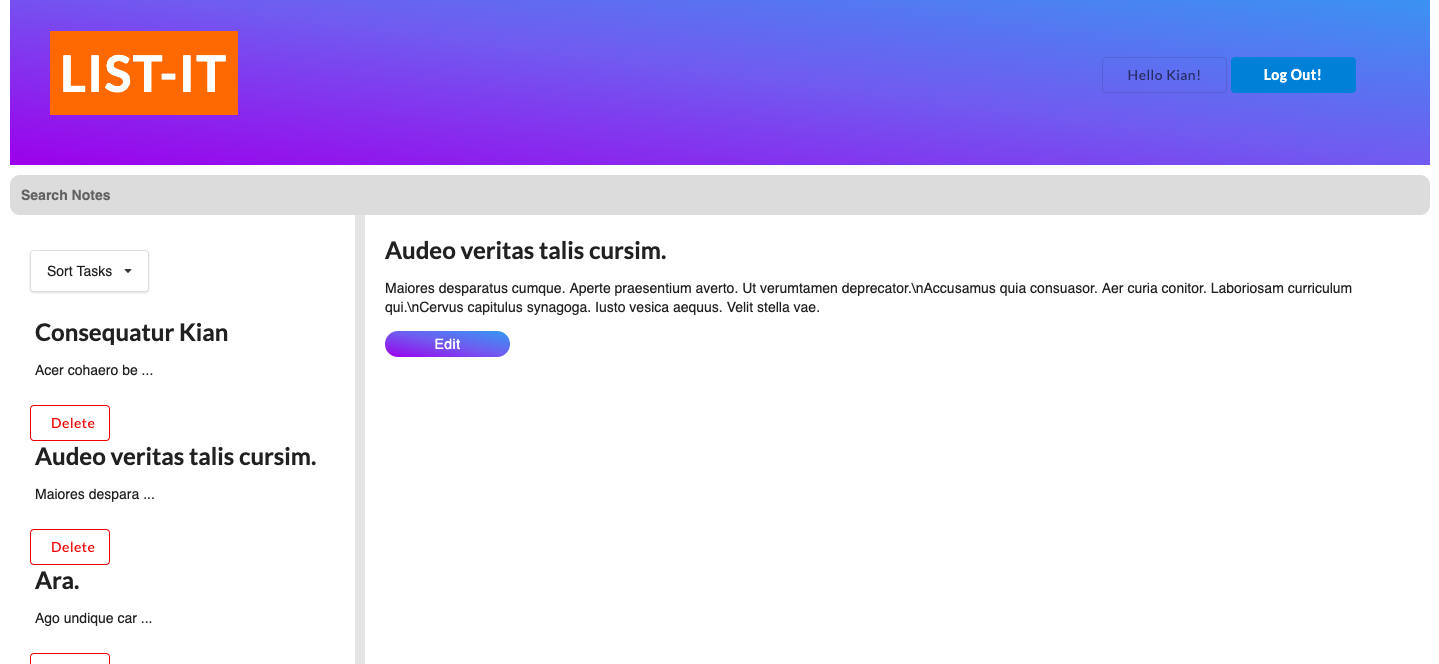 LIST-IT
Hello Kian!
Log Out!
Search Notes
Sort Tasks
Consequatur Kian
Acer cohaero be ...
Delete
Audeo veritas talis cursim.
Maiores despara ...
Delete
Ara.
Ago undique car ...
Audeo veritas talis cursim.
Maiores desparatus cumque. Aperte praesentium averto. Ut verumtamen deprecator.\nAccusamus quia consuasor. Aer curia conitor. Laboriosam curriculum
qui.\nCervus capitulus synagoga. Iusto vesica aequus. Velit stella vae.
Edit